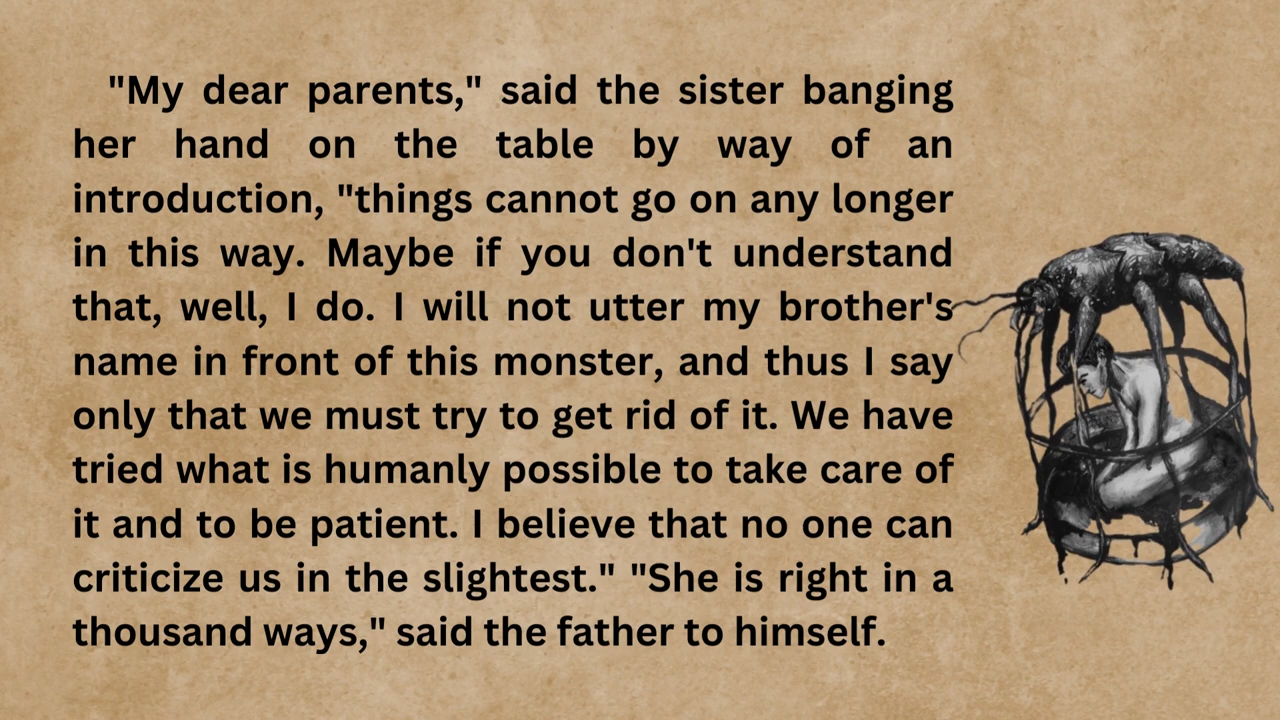 "My dear parents," said the sister banging
her hand on the table by way of an
introduction, "things cannot go on any longer
in this way. Maybe if you don't understand
that, well, I do. I will not utter my brother's
name in front of this monster, and thus I say
only that we must try to get rid of it. We have
tried what is humanly possible to take care of
it and to be patient. I believe that no one can
criticize us in the slightest." "She is right in a
thousand ways," said the father to himself.